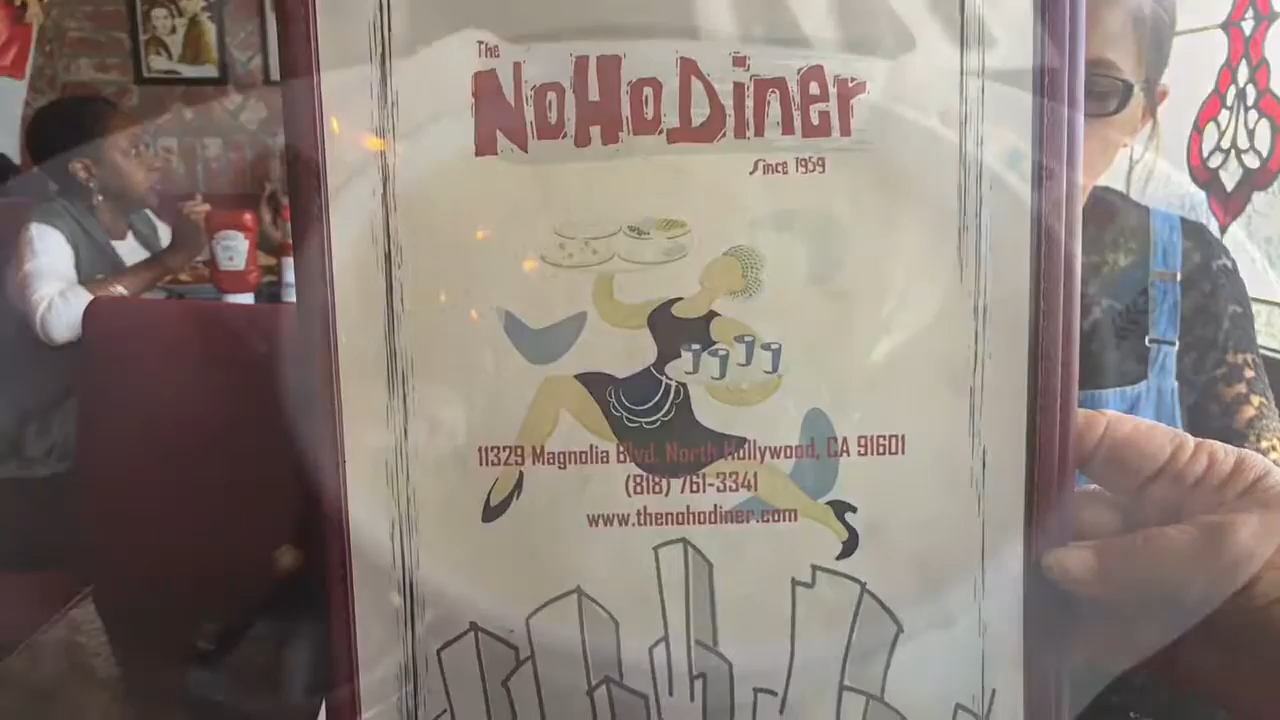 The
NoHoDiner
Since 1959
11329 Magnolia Blvd, North Hollywood, CA 91601
(818) 761-3341
www.thenohodiner.com